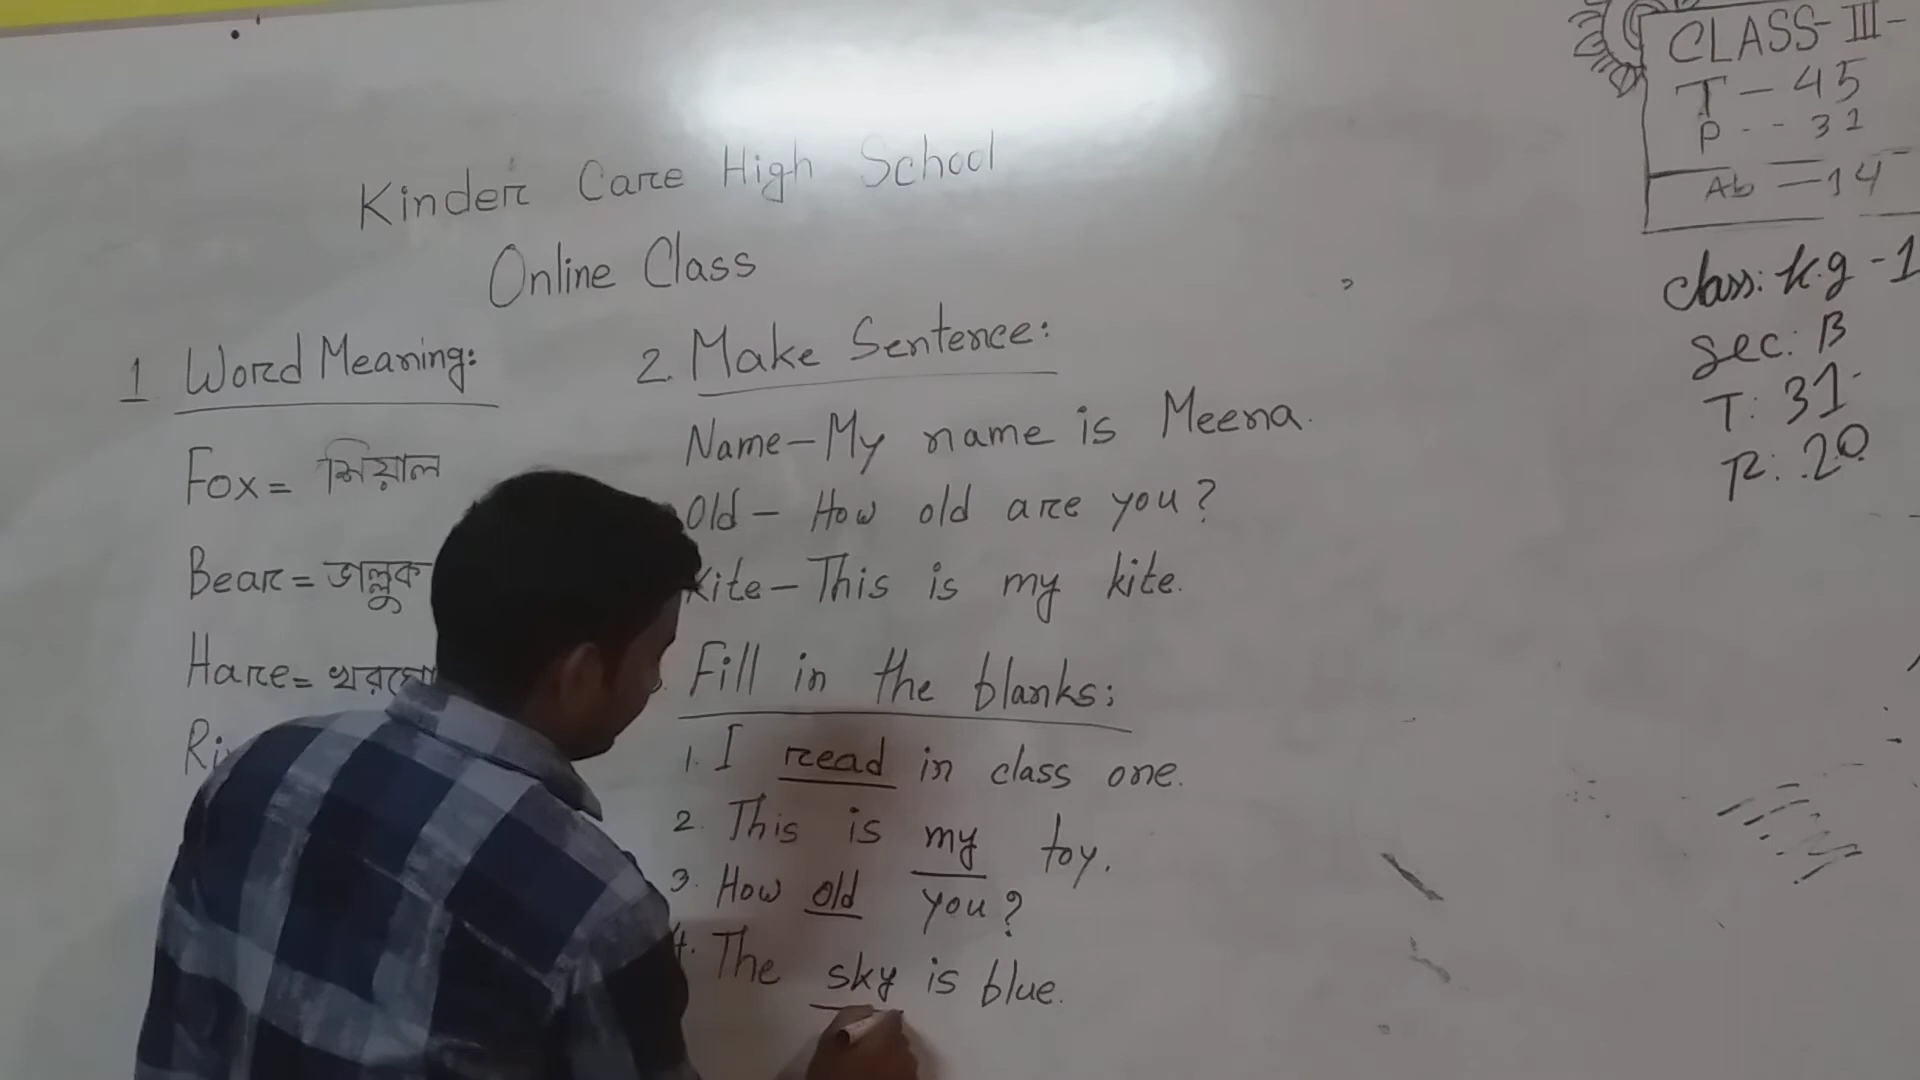 Kinder Care High School
Online Class
1 Word Meaning:
Fox = শিয়াল
Bear = ভাল্লুক
Hare =
2. Make Sentence:
Name - My name is Meena.
Old - How old are you?
Kite - This is my kite.
Fill in the blanks:
1. I read in class one.
2. This is my toy.
3. How old you?
4. The sky is blue.
CLASS-III-
T - 45
P - - 31
Ab = 14
class: k.g - 1
Sec: B
T: 31
P: 20